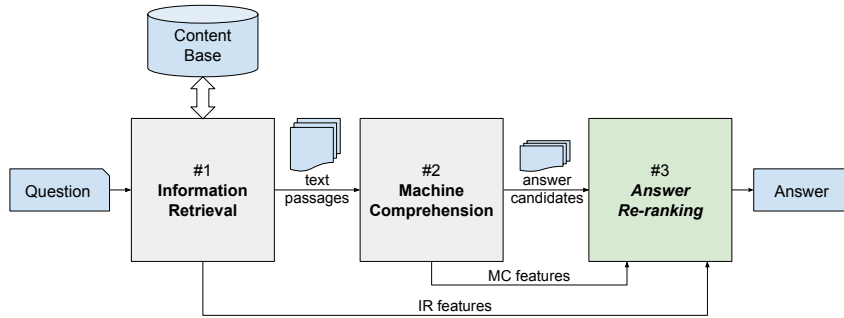 Content
Base
#1
Information
Retrieval
text
passages
#2
Machine
Comprehension
answer
candidates
#3
Answer
Re-ranking
Question
Answer
MC features
IR features